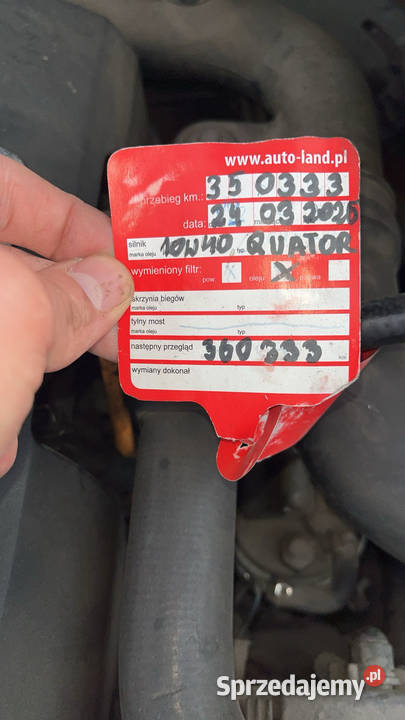 www.auto-land.pl
przebieg km.: 350333
data: 24 03 2025
silnik 10W40 QUATOR
marka oleju typ
wymieniony filtr: pow. X oleju X paliwa
skrzynia biegów
marka oleju typ
tylny most
marka oleju typ
następny przegląd 360333 km
wymiany dokonał
Sprzedajemy.pl